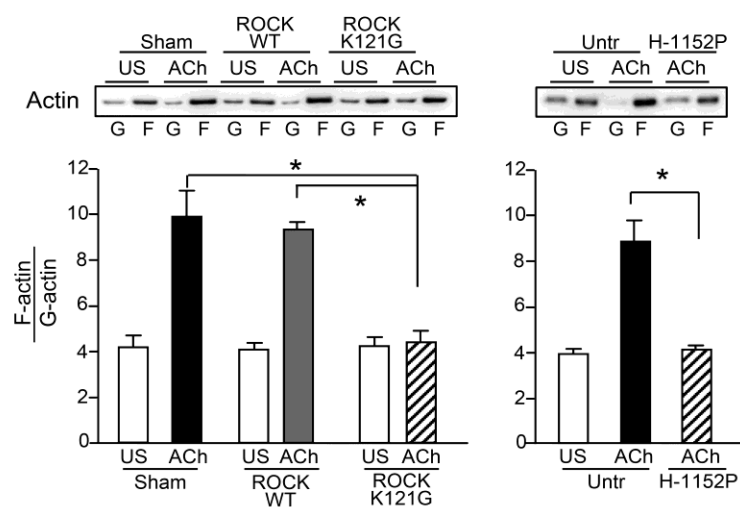 ROCK ROCK
Sham WT K121G
US ACh US ACh US ACh
Actin
G F G F G F G F G F G F
Untr H-1152P
US ACh ACh
G F G F G F
F-actin
G-actin
12
10
8
6
4
2
0
*
*
US ACh US ACh US ACh
Sham ROCK ROCK
WT K121G
12
10
8
6
4
2
0
*
US ACh ACh
Untr H-1152P